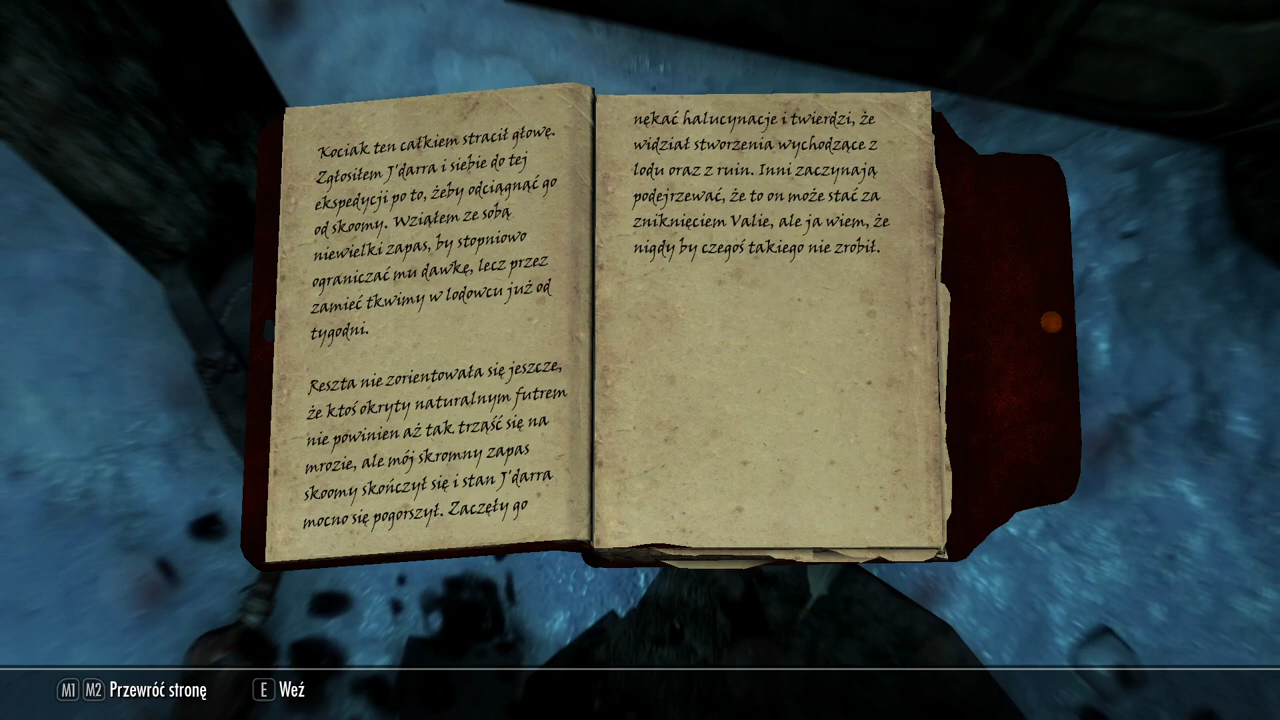 Kociak ten całkiem stracił głowę.
Zgłosiłem J'darra i siebie do tej
ekspedycji po to, żeby odciągnąć go
od skoomy. Wziąłem ze sobą
niewielki zapas, by stopniowo
ograniczać mu dawkę, lecz przez
zamieć tkwimy w lodowcu już od
tygodni.

Reszta nie zorientowała się jeszcze,
że ktoś okryty naturalnym futrem
nie powinien aż tak trząść się na
mrozie, ale mój skromny zapas
skoomy skończył się i stan J'darra
mocno się pogorszył. Zaczęły go
nękać halucynacje i twierdzi, że
widział stworzenia wychodzące z
lodu oraz z ruin. Inni zaczynają
podejrzewać, że to on może stać za
zniknięciem Valie, ale ja wiem, że
nigdy by czegoś takiego nie zrobił.
M1 M2 Przewróć stronę E Weź